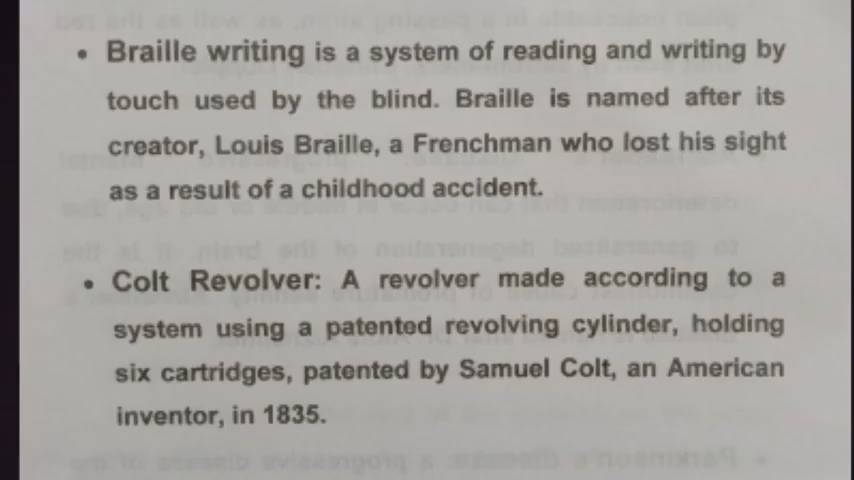 • Braille writing is a system of reading and writing by
touch used by the blind. Braille is named after its
creator, Louis Braille, a Frenchman who lost his sight
as a result of a childhood accident.
• Colt Revolver: A revolver made according to a
system using a patented revolving cylinder, holding
six cartridges, patented by Samuel Colt, an American
inventor, in 1835.